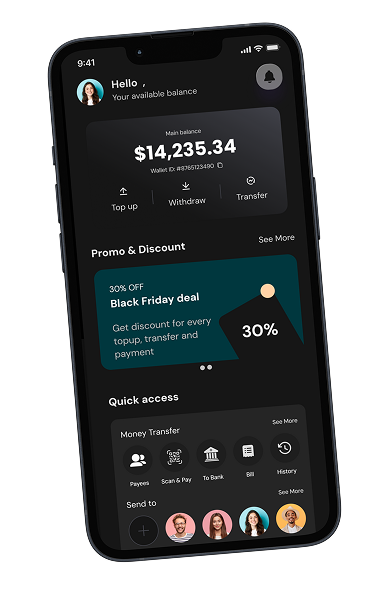 9:41
Hello ,
Your available balance
Main balance
$14,235.34
Wallet ID: #8765123490
Top up
Withdraw
Transfer
Promo & Discount
See More
30% OFF
Black Friday deal
Get discount for every
topup, transfer and
payment
30%
Quick access
Money Transfer
See More
Payees
Scan & Pay
To Bank
Bill
History
Send to
See More